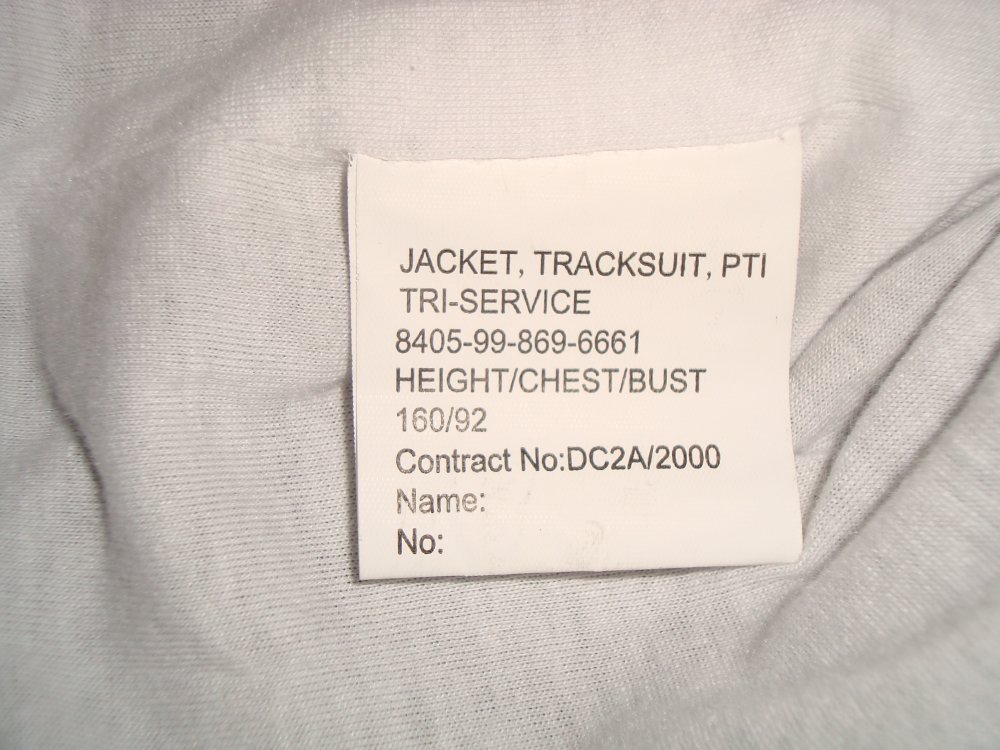 JACKET, TRACKSUIT, PTI
TRI-SERVICE
8405-99-869-6661
HEIGHT/CHEST/BUST
160/92
Contract No:DC2A/2000
Name:
No: